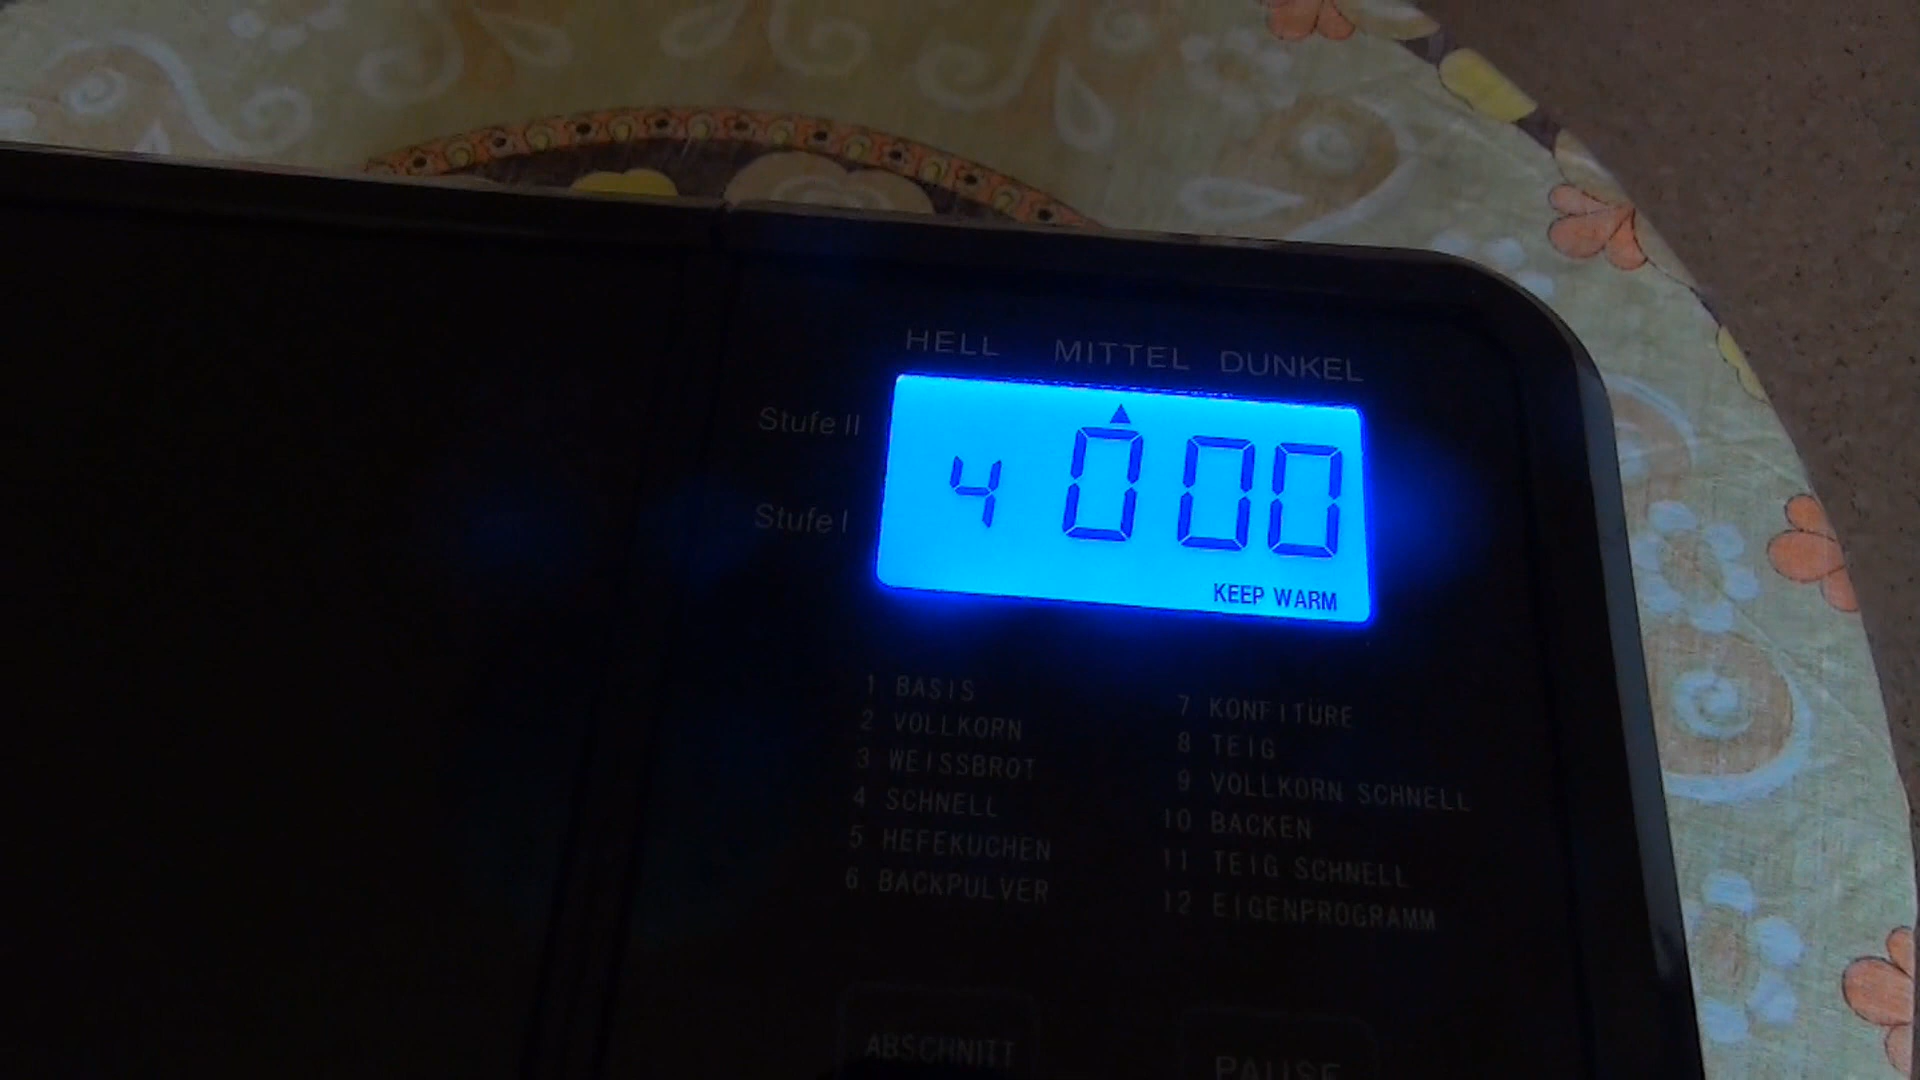 HELL MITTEL DUNKEL
Stufe II
Stufe I
4 0 00
KEEP WARM
1 BASIS
2 VOLLKORN
3 WEISSBROT
4 SCHNELL
5 HEFEKUCHEN
6 BACKPULVER
7 KONFITÜRE
8 TEIG
9 VOLLKORN SCHNELL
10 BACKEN
11 TEIG SCHNELL
12 EIGENPROGRAMM
ABSCHNITT
PAUSE